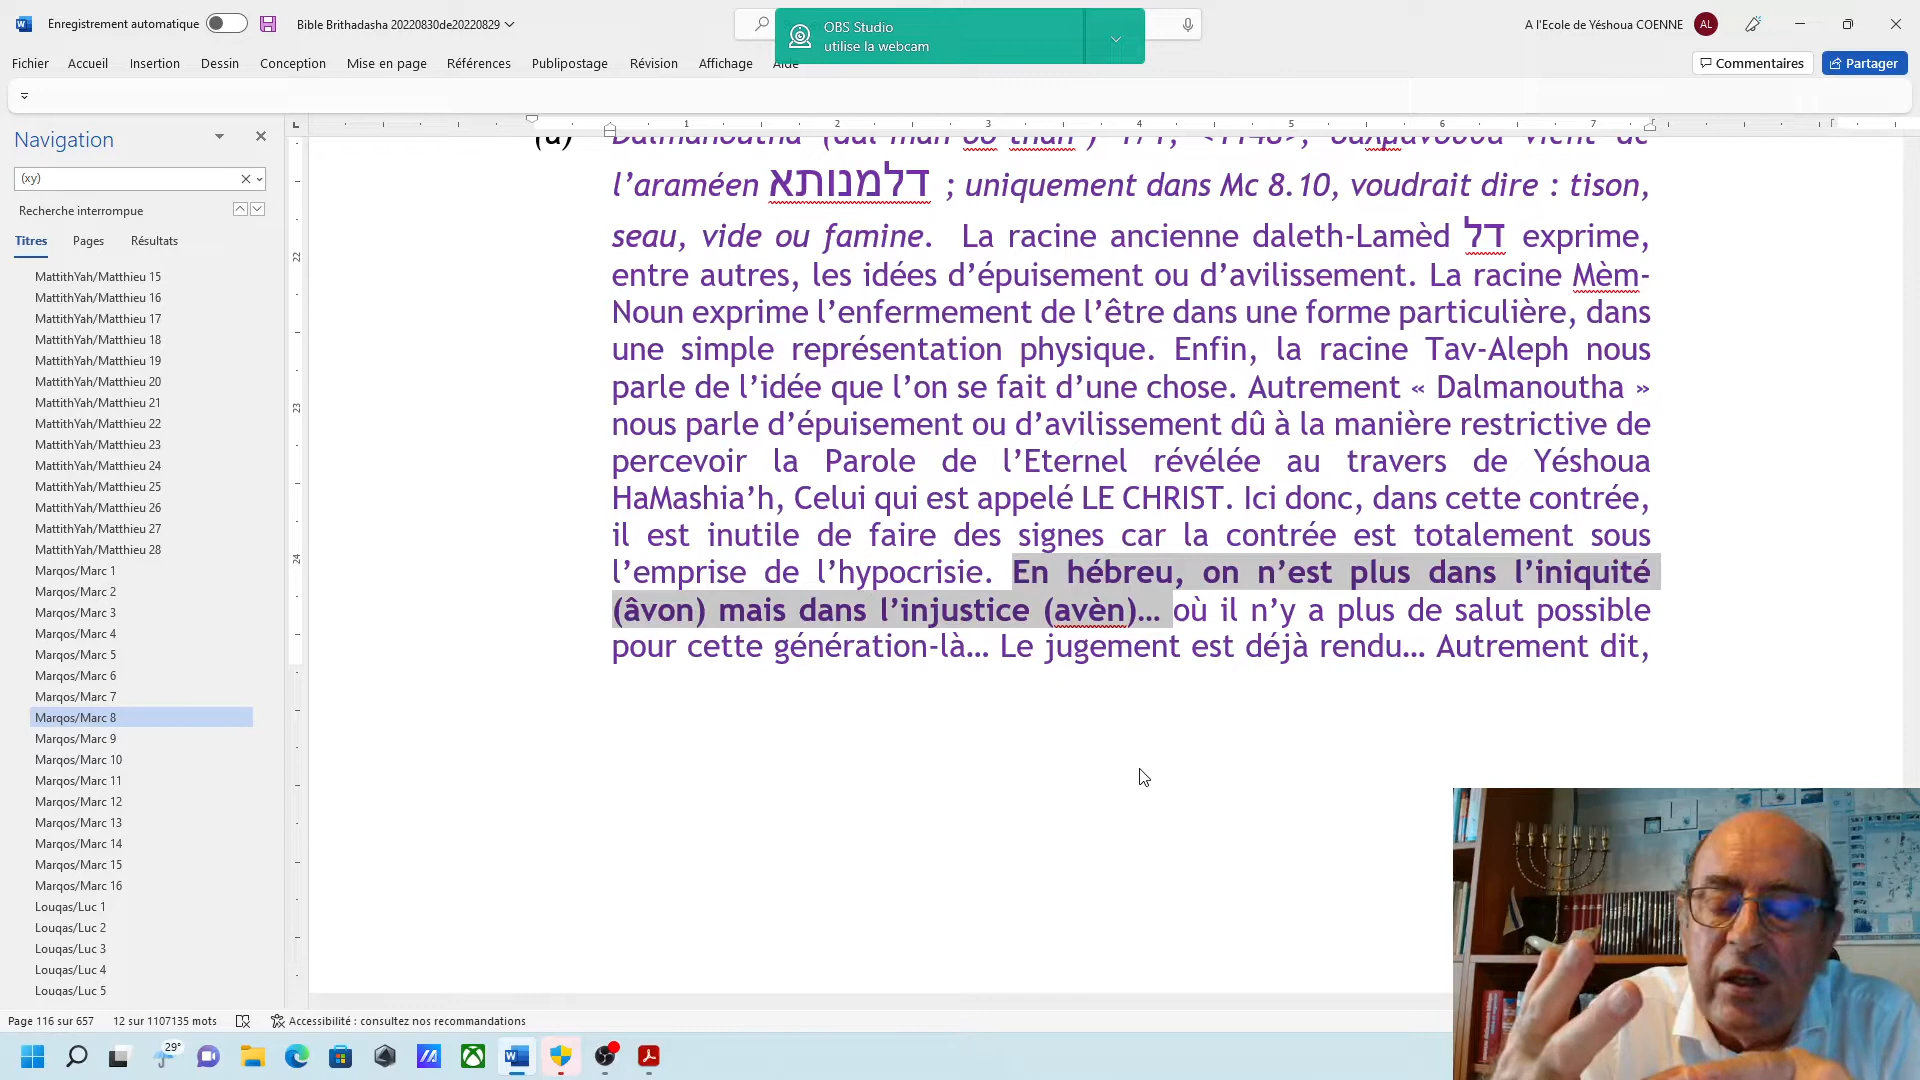 Enregistrement automatique
Bible Brithadasha 20220830de20220829
OBS Studio
utilise la webcam
A l'Ecole de Yéshoua COENNE
AL
Fichier
Accueil
Insertion
Dessin
Conception
Mise en page
Références
Publipostage
Révision
Affichage
Aide
Commentaires
Partager
Navigation
(xy)
Recherche interrompue
Titres
Pages
Résultats
MattithYah/Matthieu 15
MattithYah/Matthieu 16
MattithYah/Matthieu 17
MattithYah/Matthieu 18
MattithYah/Matthieu 19
MattithYah/Matthieu 20
MattithYah/Matthieu 21
MattithYah/Matthieu 22
MattithYah/Matthieu 23
MattithYah/Matthieu 24
MattithYah/Matthieu 25
MattithYah/Matthieu 26
MattithYah/Matthieu 27
MattithYah/Matthieu 28
Marqos/Marc 1
Marqos/Marc 2
Marqos/Marc 3
Marqos/Marc 4
Marqos/Marc 5
Marqos/Marc 6
Marqos/Marc 7
Marqos/Marc 8
Marqos/Marc 9
Marqos/Marc 10
Marqos/Marc 11
Marqos/Marc 12
Marqos/Marc 13
Marqos/Marc 14
Marqos/Marc 15
Marqos/Marc 16
Louqas/Luc 1
Louqas/Luc 2
Louqas/Luc 3
Louqas/Luc 4
Louqas/Luc 5
1 2 3 4 5 6 7
22
23
24
vient de
l’araméen דלמנותא ; uniquement dans Mc 8.10, voudrait dire : tison,
seau, vide ou famine. La racine ancienne daleth-Lamèd דל exprime,
entre autres, les idées d’épuisement ou d’avilissement. La racine Mèm-
Noun exprime l’enfermement de l’être dans une forme particulière, dans
une simple représentation physique. Enfin, la racine Tav-Aleph nous
parle de l’idée que l’on se fait d’une chose. Autrement « Dalmanoutha »
nous parle d’épuisement ou d’avilissement dû à la manière restrictive de
percevoir la Parole de l’Eternel révélée au travers de Yéshoua
HaMashia’h, Celui qui est appelé LE CHRIST. Ici donc, dans cette contrée,
il est inutile de faire des signes car la contrée est totalement sous
l’emprise de l’hypocrisie. En hébreu, on n’est plus dans l’iniquité
(âvon) mais dans l’injustice (avèn)… où il n’y a plus de salut possible
pour cette génération-là… Le jugement est déjà rendu… Autrement dit,
Page 116 sur 657
12 sur 1107135 mots
Accessibilité : consultez nos recommandations
29°